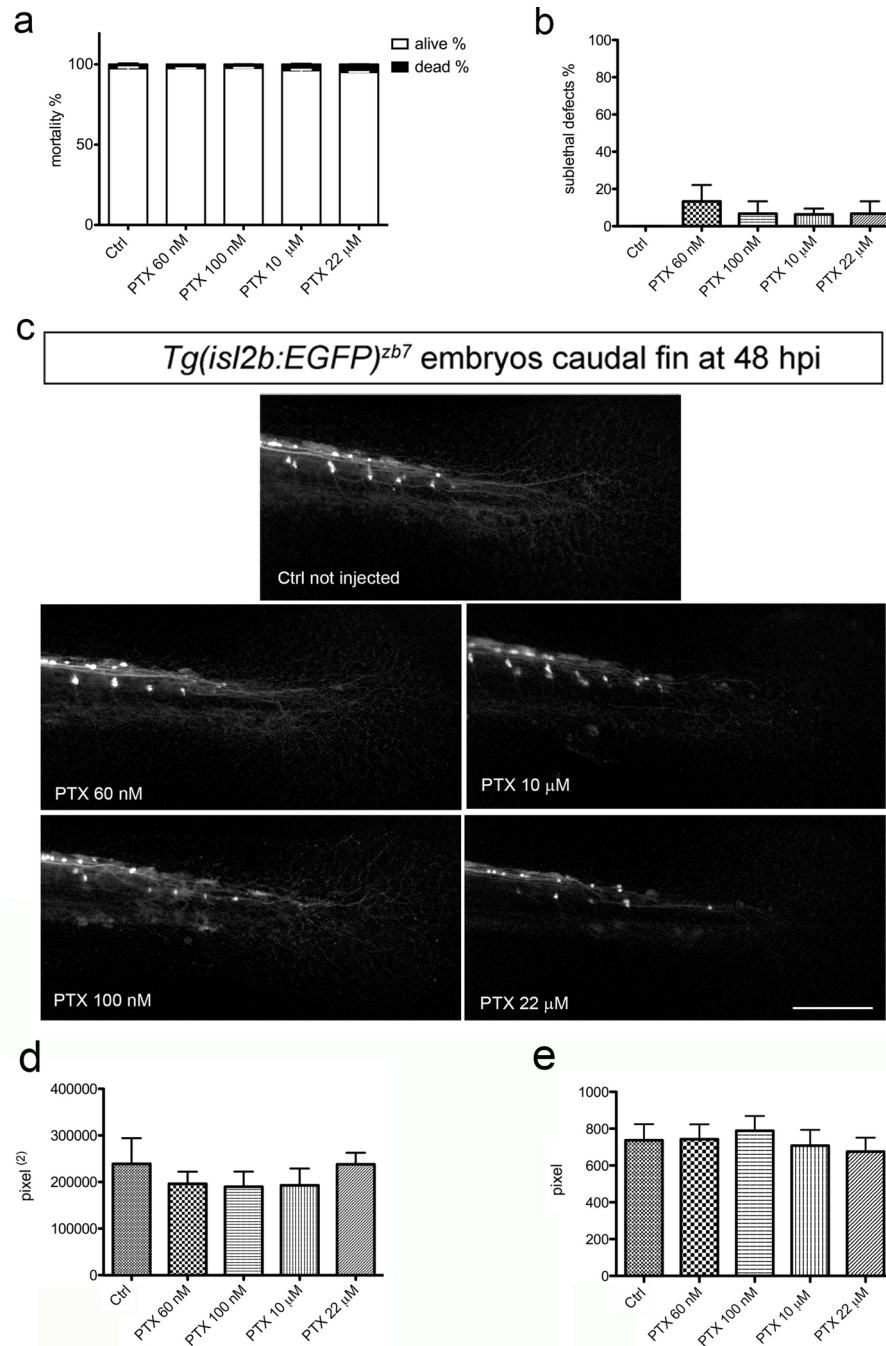 a
mortality %
100
50
0
alive %
dead %
Ctrl
PTX 60 nM
PTX 100 nM
PTX 10 μM
PTX 22 μM
b
sublethal defects %
100
80
60
40
20
0
Ctrl
PTX 60 nM
PTX 100 nM
PTX 10 μM
PTX 22 μM
c
Tg(isl2b:EGFP)zb7 embryos caudal fin at 48 hpi
Ctrl not injected
PTX 60 nM
PTX 10 μM
PTX 100 nM
PTX 22 μM
d
pixel (2)
400000
300000
200000
100000
0
Ctrl
PTX 60 nM
PTX 100 nM
PTX 10 μM
PTX 22 μM
e
pixel
1000
800
600
400
200
0
Ctrl
PTX 60 nM
PTX 100 nM
PTX 10 μM
PTX 22 μM